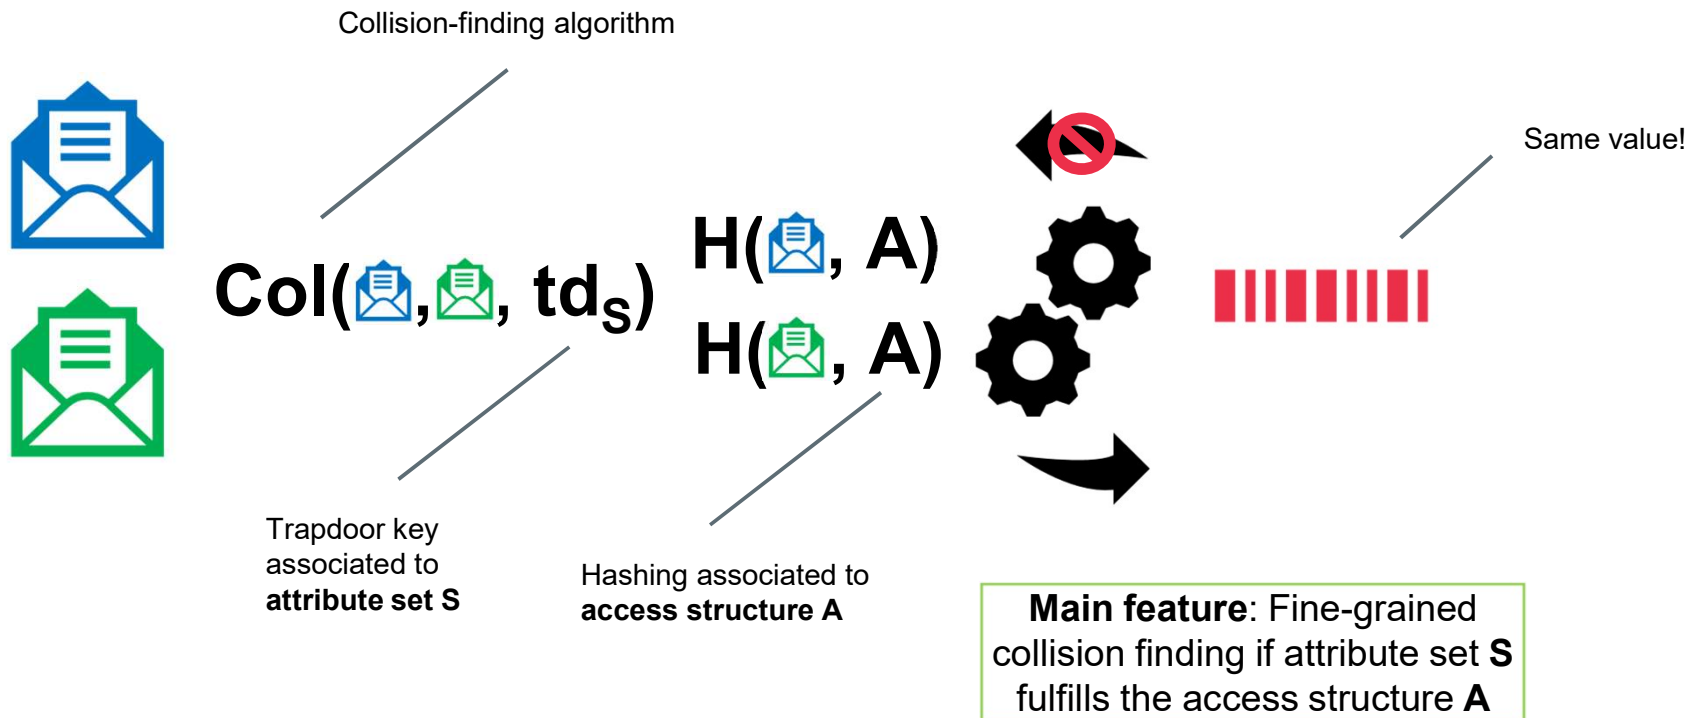 Collision-finding algorithm
Same value!
Col( , , td_S)
H( , A)
H( , A)
Trapdoor key
associated to
attribute set S
Hashing associated to
access structure A
Main feature: Fine-grained
collision finding if attribute set S
fulfills the access structure A